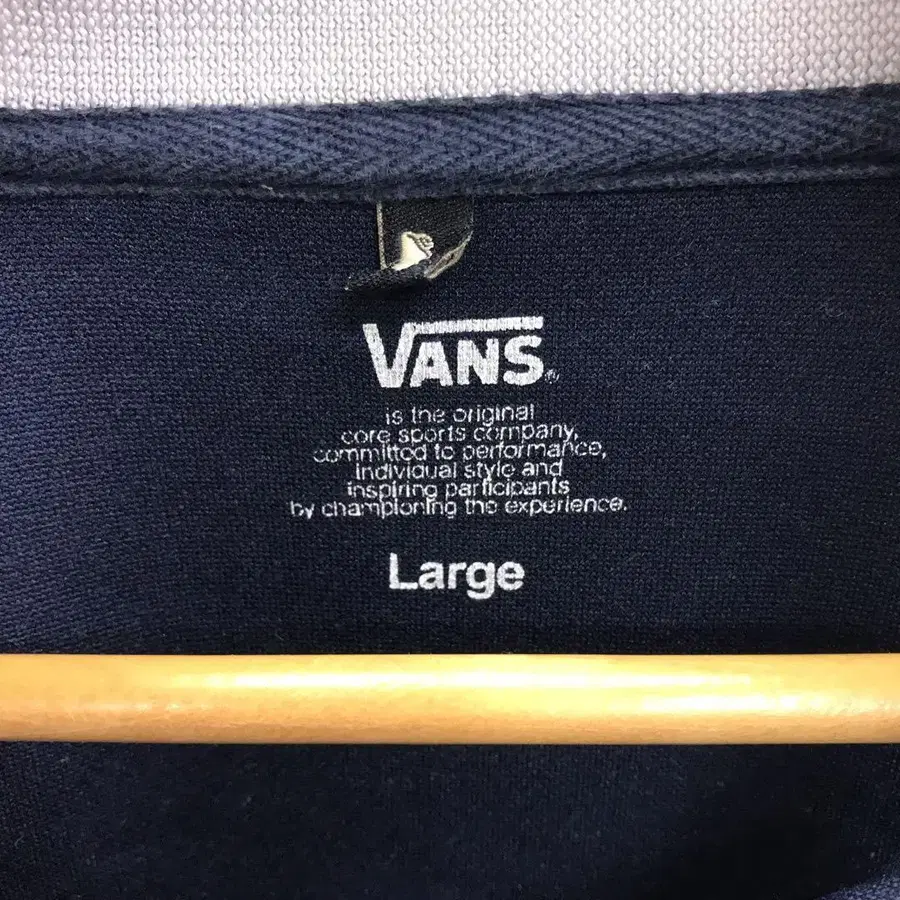 VANS®
is the original
core sports company,
committed to performance,
individual style and
inspiring participants
by championing the experience.
Large